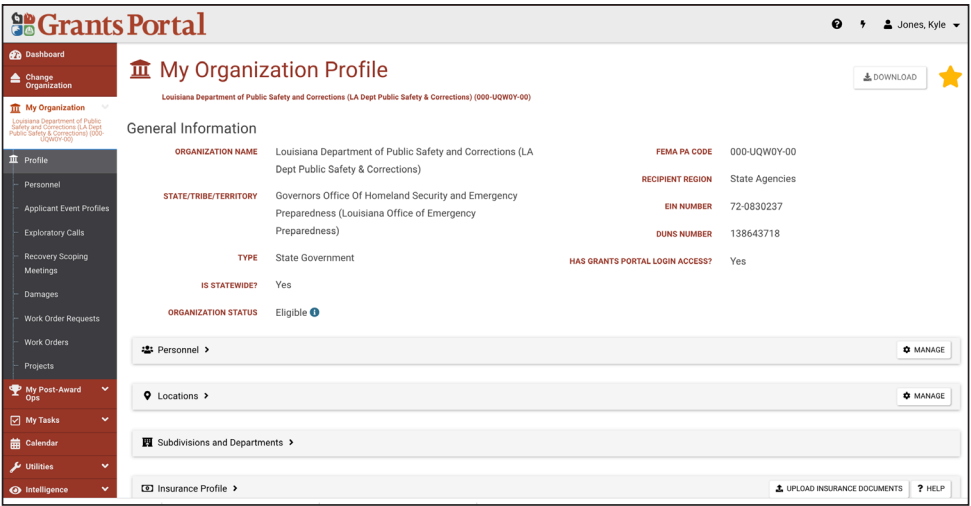 Grants Portal
Jones, Kyle
Dashboard
Change
Organization
My Organization
Louisiana Department of Public
Safety and Corrections (LA Dept
Public Safety & Corrections) (000-
UQW0Y-00)
Profile
Personnel
Applicant Event Profiles
Exploratory Calls
Recovery Scoping
Meetings
Damages
Work Order Requests
Work Orders
Projects
My Post-Award
Ops
My Tasks
Calendar
Utilities
Intelligence
My Organization Profile
DOWNLOAD
Louisiana Department of Public Safety and Corrections (LA Dept Public Safety & Corrections) (000-UQW0Y-00)
General Information
ORGANIZATION NAME Louisiana Department of Public Safety and Corrections (LA
Dept Public Safety & Corrections)
STATE/TRIBE/TERRITORY Governors Office Of Homeland Security and Emergency
Preparedness (Louisiana Office of Emergency
Preparedness)
TYPE State Government
IS STATEWIDE? Yes
ORGANIZATION STATUS Eligible
FEMA PA CODE 000-UQW0Y-00
RECIPIENT REGION State Agencies
EIN NUMBER 72-0830237
DUNS NUMBER 138643718
HAS GRANTS PORTAL LOGIN ACCESS? Yes
Personnel MANAGE
Locations MANAGE
Subdivisions and Departments
Insurance Profile UPLOAD INSURANCE DOCUMENTS ? HELP